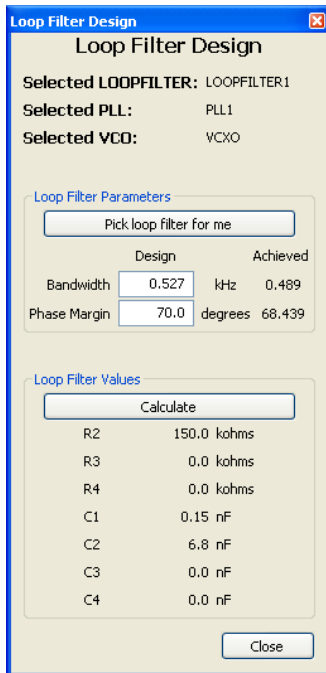 Loop Filter Design
Loop Filter Design
Selected LOOPFILTER: LOOPFILTER1
Selected PLL: PLL1
Selected VCO: VCXO
Loop Filter Parameters
Pick loop filter for me
Design Achieved
Bandwidth 0.527 kHz 0.489
Phase Margin 70.0 degrees 68.439
Loop Filter Values
Calculate
R2 150.0 kohms
R3 0.0 kohms
R4 0.0 kohms
C1 0.15 nF
C2 6.8 nF
C3 0.0 nF
C4 0.0 nF
Close